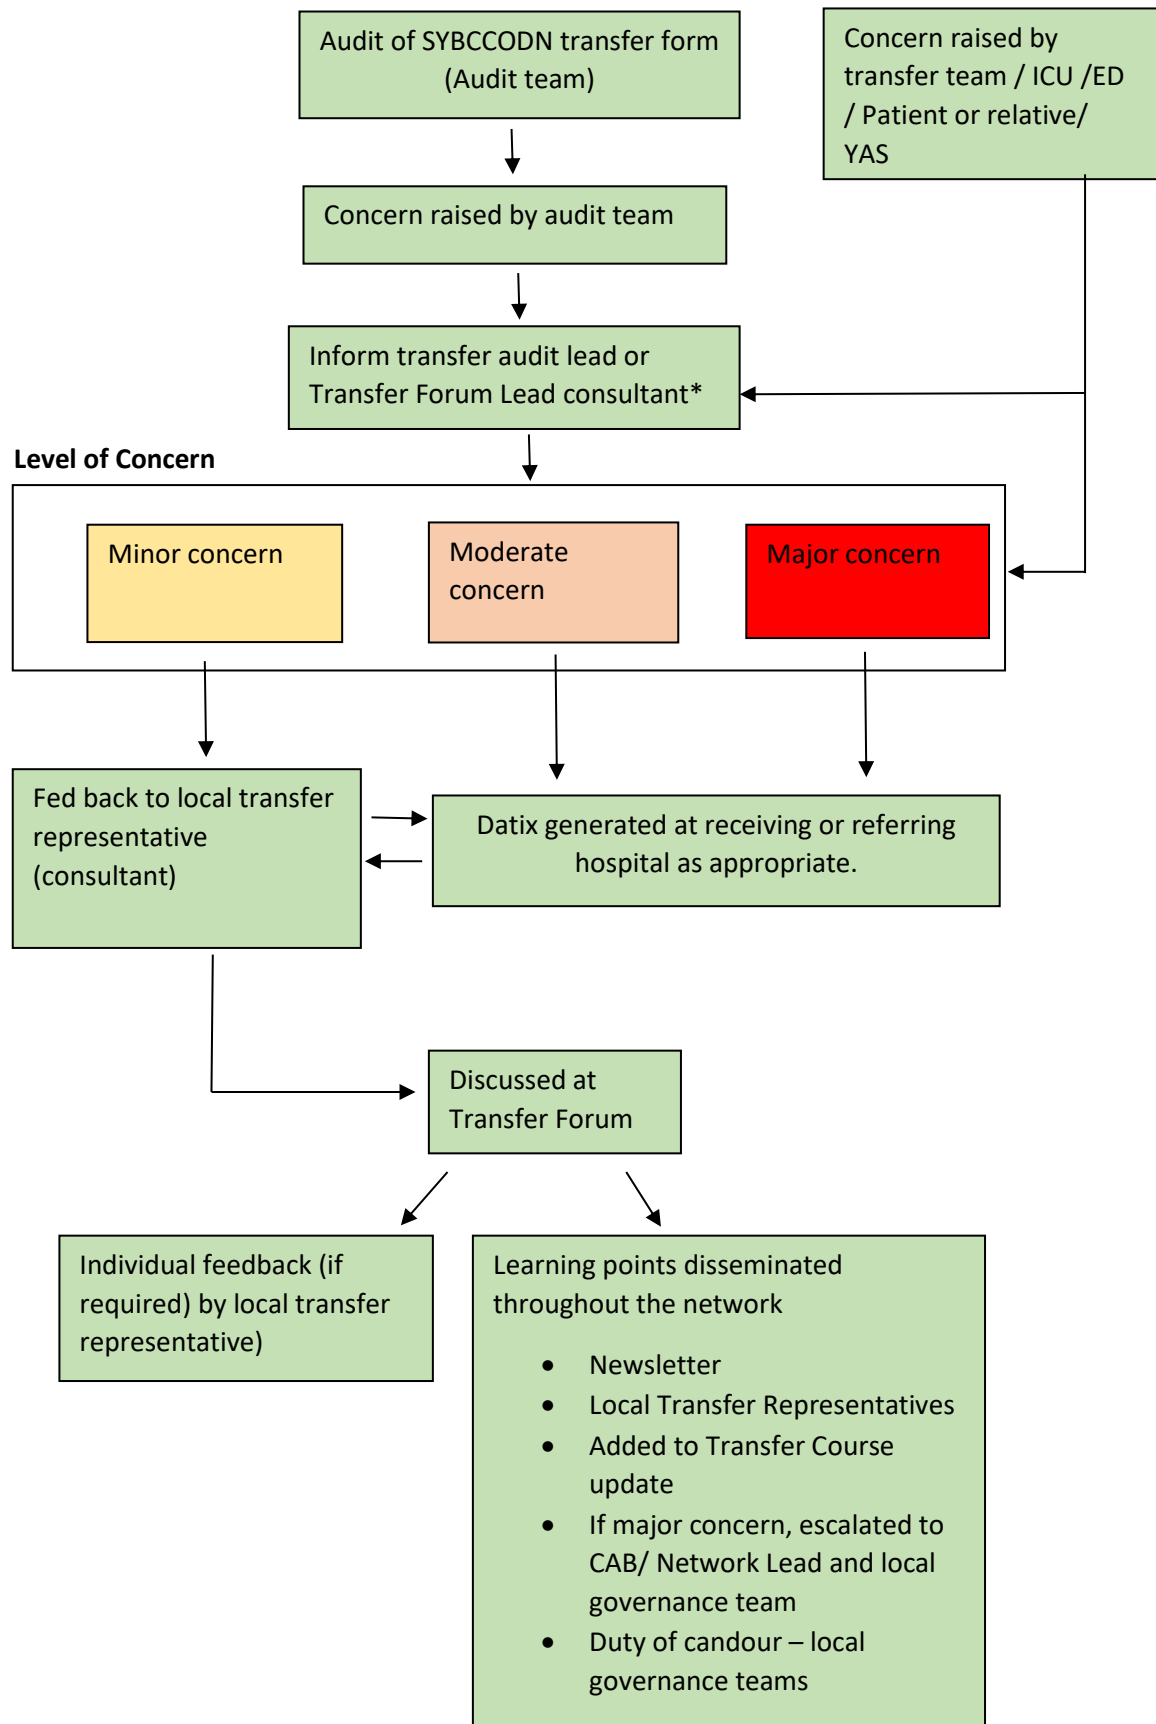 Audit of SYBCCODN transfer form
(Audit team)
Concern raised by
transfer team / ICU /ED
/ Patient or relative/
YAS
Concern raised by audit team
Inform transfer audit lead or
Transfer Forum Lead consultant*
Level of Concern
Minor concern
Moderate
concern
Major concern
Fed back to local transfer
representative
(consultant)
Datix generated at receiving or referring
hospital as appropriate.
Discussed at
Transfer Forum
Individual feedback (if
required) by local transfer
representative)
Learning points disseminated
throughout the network
• Newsletter
• Local Transfer Representatives
• Added to Transfer Course
update
• If major concern, escalated to
CAB/ Network Lead and local
governance team
• Duty of candour – local
governance teams